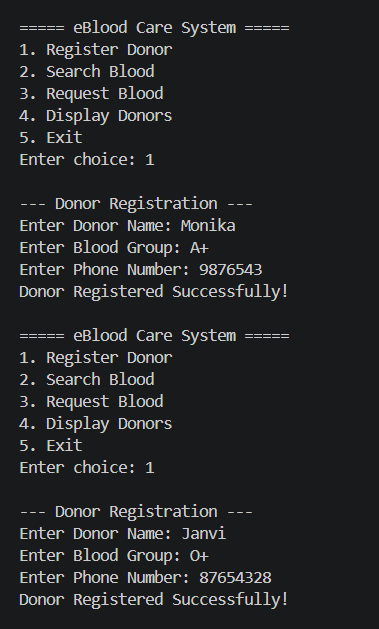 ===== eBlood Care System =====
1. Register Donor
2. Search Blood
3. Request Blood
4. Display Donors
5. Exit
Enter choice: 1

--- Donor Registration ---
Enter Donor Name: Monika
Enter Blood Group: A+
Enter Phone Number: 9876543
Donor Registered Successfully!

===== eBlood Care System =====
1. Register Donor
2. Search Blood
3. Request Blood
4. Display Donors
5. Exit
Enter choice: 1

--- Donor Registration ---
Enter Donor Name: Janvi
Enter Blood Group: O+
Enter Phone Number: 87654328
Donor Registered Successfully!